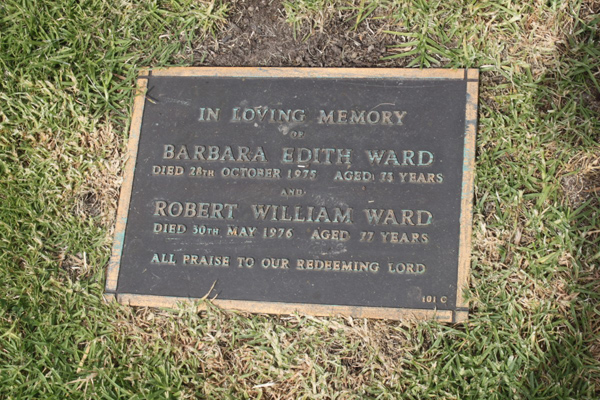 IN LOVING MEMORY
OF
BARBARA EDITH WARD
DIED 28TH OCTOBER 1975 AGED 75 YEARS
AND
ROBERT WILLIAM WARD
DIED 30TH MAY 1976 AGED 77 YEARS
ALL PRAISE TO OUR REDEEMING LORD
101 C